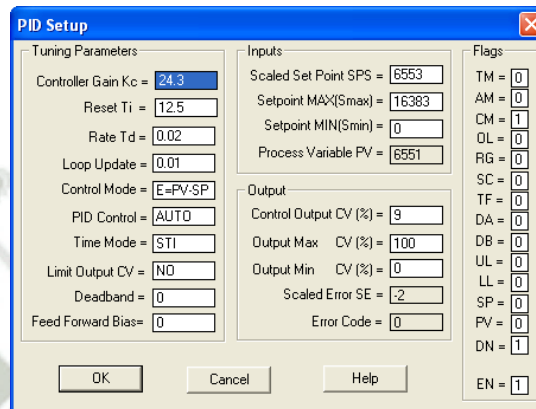 PID Setup
Tuning Parameters
Controller Gain Kc = 24.3
Reset Ti = 12.5
Rate Td = 0.02
Loop Update = 0.01
Control Mode = E=PV-SP
PID Control = AUTO
Time Mode = STI
Limit Output CV = NO
Deadband = 0
Feed Forward Bias= 0
Inputs
Scaled Set Point SPS = 6553
Setpoint MAX(Smax) = 16383
Setpoint MIN(Smin) = 0
Process Variable PV = 6551
Output
Control Output CV (%) = 9
Output Max CV (%) = 100
Output Min CV (%) = 0
Scaled Error SE = -2
Error Code = 0
Flags
TM = 0
AM = 0
CM = 1
OL = 0
RG = 0
SC = 0
TF = 0
DA = 0
DB = 0
UL = 0
LL = 0
SP = 0
PV = 0
DN = 1
EN = 1
OK
Cancel
Help